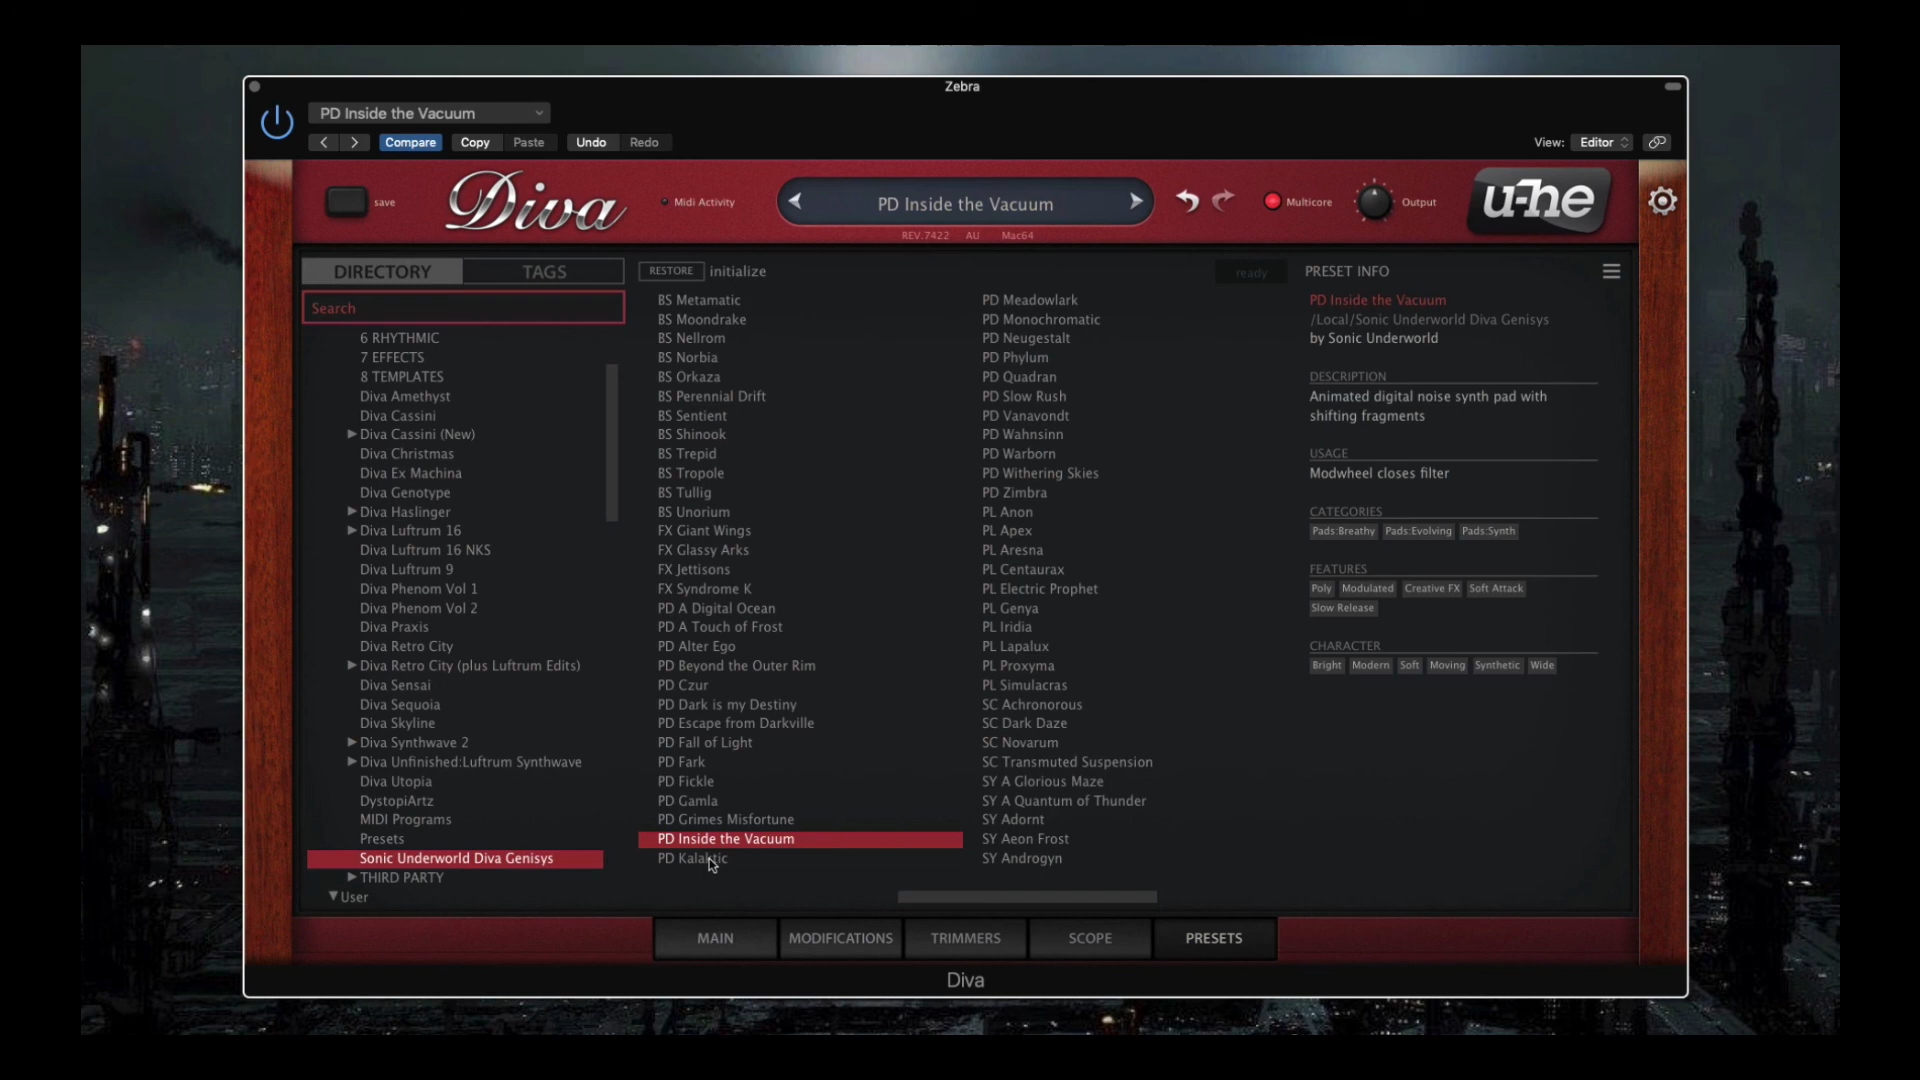 Zebra
PD Inside the Vacuum
Compare
Copy
Paste
Undo
Redo
View:
Editor
save
Diva
Midi Activity
PD Inside the Vacuum
REV.7422 AU Mac64
Multicore
Output
u-he
DIRECTORY
TAGS
Search
6 RHYTHMIC
7 EFFECTS
8 TEMPLATES
Diva Amethyst
Diva Cassini
Diva Cassini (New)
Diva Christmas
Diva Ex Machina
Diva Genotype
Diva Haslinger
Diva Luftrum 16
Diva Luftrum 16 NKS
Diva Luftrum 9
Diva Phenom Vol 1
Diva Phenom Vol 2
Diva Praxis
Diva Retro City
Diva Retro City (plus Luftrum Edits)
Diva Sensai
Diva Sequoia
Diva Skyline
Diva Synthwave 2
Diva Unfinished:Luftrum Synthwave
Diva Utopia
DystopiArtz
MIDI Programs
Presets
Sonic Underworld Diva Genisys
THIRD PARTY
User
RESTORE
initialize
ready
BS Metamatic
BS Moondrake
BS Nellrom
BS Norbia
BS Orkaza
BS Perennial Drift
BS Sentient
BS Shinook
BS Trepid
BS Tropole
BS Tullig
BS Unorium
FX Giant Wings
FX Glassy Arks
FX Jettisons
FX Syndrome K
PD A Digital Ocean
PD A Touch of Frost
PD Alter Ego
PD Beyond the Outer Rim
PD Czur
PD Dark is my Destiny
PD Escape from Darkville
PD Fall of Light
PD Fark
PD Fickle
PD Gamla
PD Grimes Misfortune
PD Inside the Vacuum
PD Kalaktic
PD Meadowlark
PD Monochromatic
PD Neugestalt
PD Phylum
PD Quadran
PD Slow Rush
PD Vanavondt
PD Wahnsinn
PD Warborn
PD Withering Skies
PD Zimbra
PL Anon
PL Apex
PL Aresna
PL Centaurax
PL Electric Prophet
PL Genya
PL Iridia
PL Lapalux
PL Proxyma
PL Simulacras
SC Achronorous
SC Dark Daze
SC Novarum
SC Transmuted Suspension
SY A Glorious Maze
SY A Quantum of Thunder
SY Adornt
SY Aeon Frost
SY Androgyn
PRESET INFO
PD Inside the Vacuum
/Local/Sonic Underworld Diva Genisys
by Sonic Underworld
DESCRIPTION
Animated digital noise synth pad with
shifting fragments
USAGE
Modwheel closes filter
CATEGORIES
Pads:Breathy Pads:Evolving Pads:Synth
FEATURES
Poly Modulated Creative FX Soft Attack
Slow Release
CHARACTER
Bright Modern Soft Moving Synthetic Wide
MAIN
MODIFICATIONS
TRIMMERS
SCOPE
PRESETS
Diva